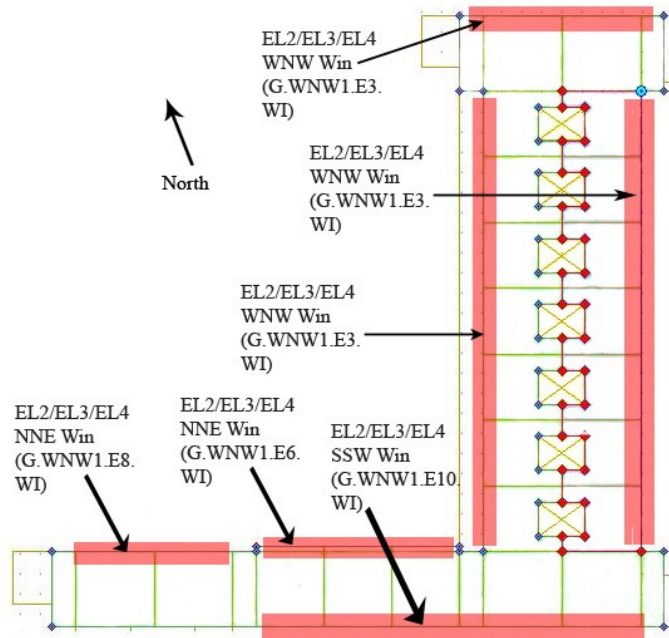 EL2/EL3/EL4
WNW Win
(G.WNW1.E3.
WI)
North
EL2/EL3/EL4
WNW Win
(G.WNW1.E3.
WI)
EL2/EL3/EL4
WNW Win
(G.WNW1.E3.
WI)
EL2/EL3/EL4
NNE Win
(G.WNW1.E8.
WI)
EL2/EL3/EL4
NNE Win
(G.WNW1.E6.
WI)
EL2/EL3/EL4
SSW Win
(G.WNW1.E10.
WI)